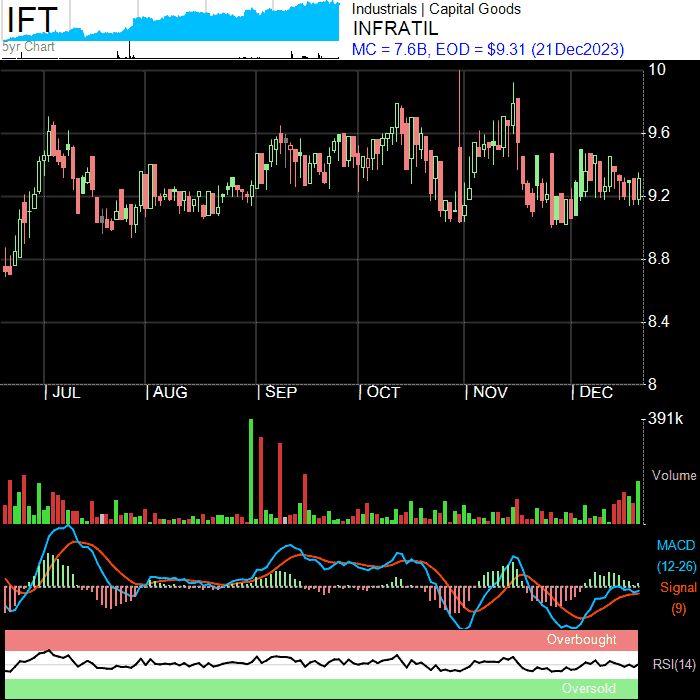 IFT
5yr Chart
Industrials | Capital Goods
INFRATIL
MC = 7.6B, EOD = $9.31 (21Dec2023)
10
9.6
9.2
8.8
8.4
8
| JUL | AUG | SEP | OCT | NOV | DEC
391k
Volume
MACD
(12-26)
Signal
(9)
Overbought
RSI(14)
Oversold